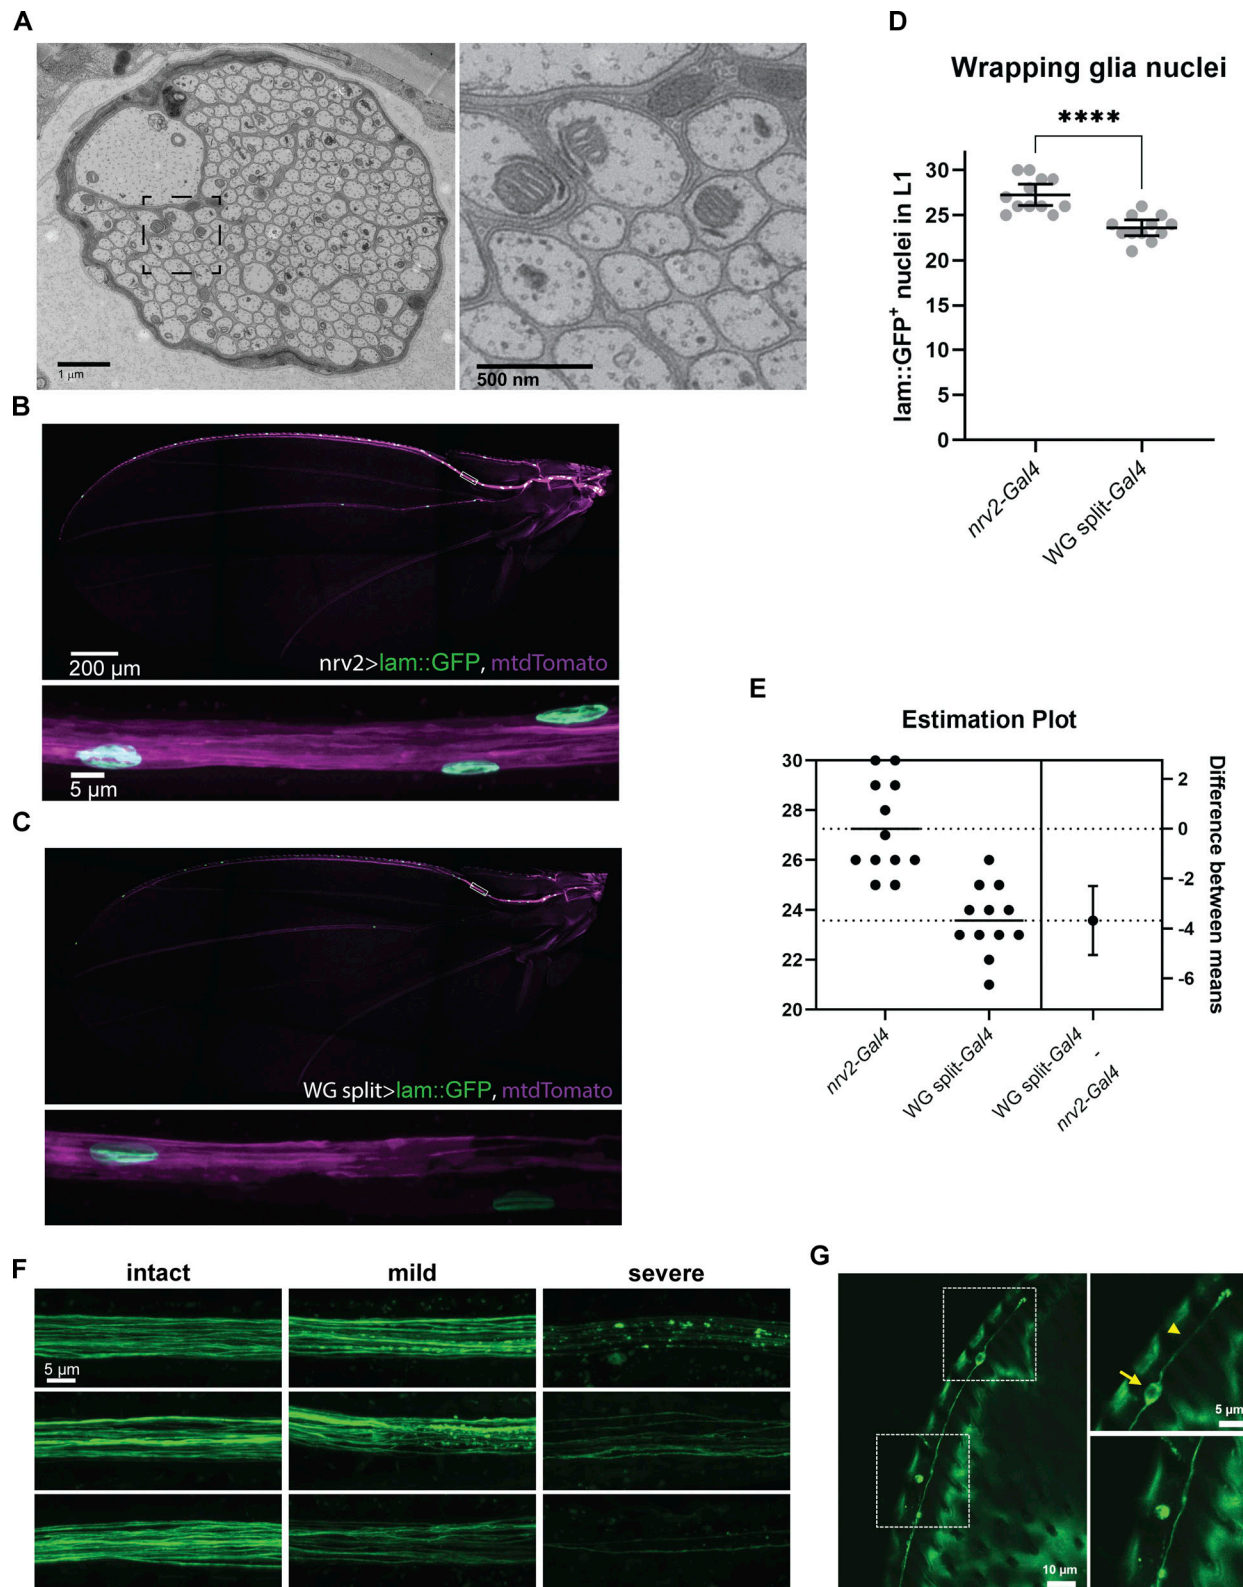 A
1 µm
500 nm
B
200 µm
nrv2>lam::GFP, mtdTomato
5 µm
C
WG split>lam::GFP, mtdTomato
D
Wrapping glia nuclei
****
lam::GFP+ nuclei in L1
30
25
20
15
10
5
0
nrv2-Gal4
WG split-Gal4
E
Estimation Plot
30
28
26
24
22
20
2
0
-2
-4
-6
Difference between means
nrv2-Gal4
WG split-Gal4
WG split-Gal4
-
nrv2-Gal4
F
intact
mild
severe
5 µm
G
5 µm
10 µm